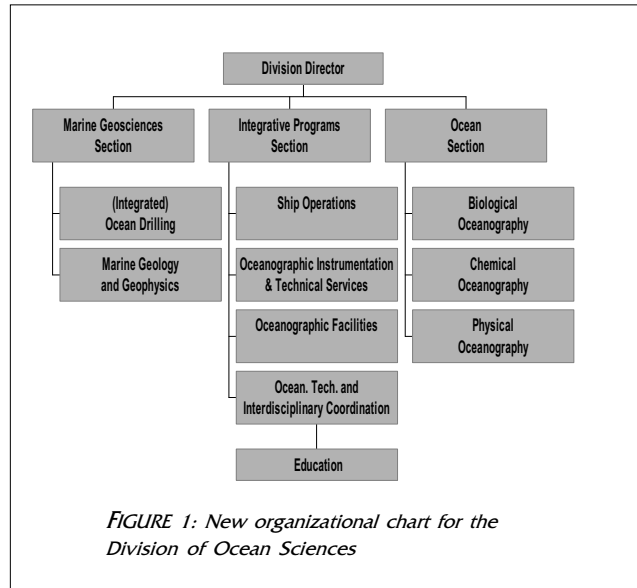 Division Director
Marine Geosciences
Section
Integrative Programs
Section
Ocean
Section
(Integrated)
Ocean Drilling
Marine Geology
and Geophysics
Ship Operations
Oceanographic Instrumentation
& Technical Services
Oceanographic Facilities
Ocean. Tech. and
Interdisciplinary Coordination
Education
Biological
Oceanography
Chemical
Oceanography
Physical
Oceanography
FIGURE 1: New organizational chart for the
Division of Ocean Sciences